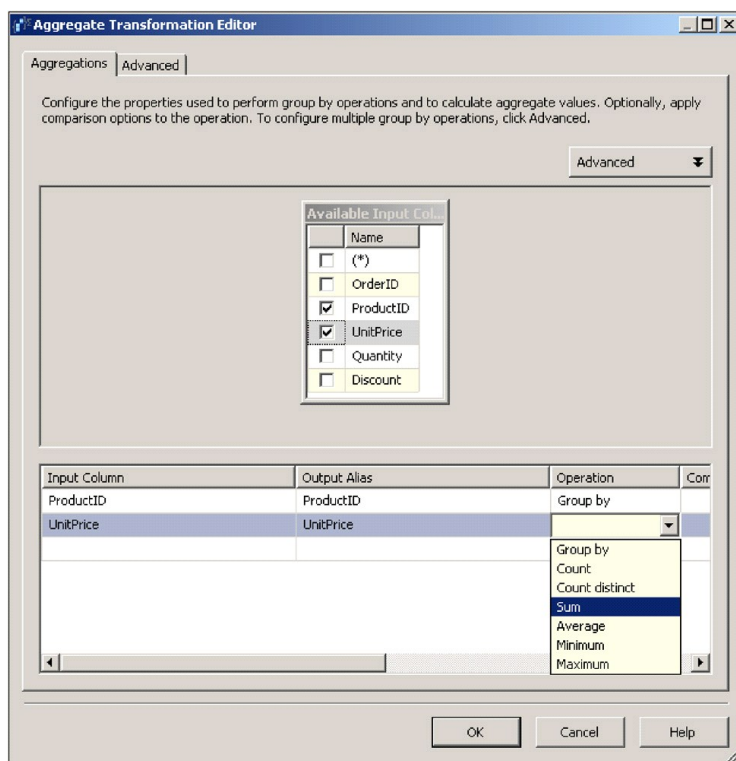 Aggregate Transformation Editor
Aggregations
Advanced
Configure the properties used to perform group by operations and to calculate aggregate values. Optionally, apply
comparison options to the operation. To configure multiple group by operations, click Advanced.
Advanced
Available Input Col...
Name
(*)
OrderID
ProductID
UnitPrice
Quantity
Discount
Input Column Output Alias Operation Com
ProductID ProductID Group by
UnitPrice UnitPrice
Group by
Count
Count distinct
Sum
Average
Minimum
Maximum
OK Cancel Help